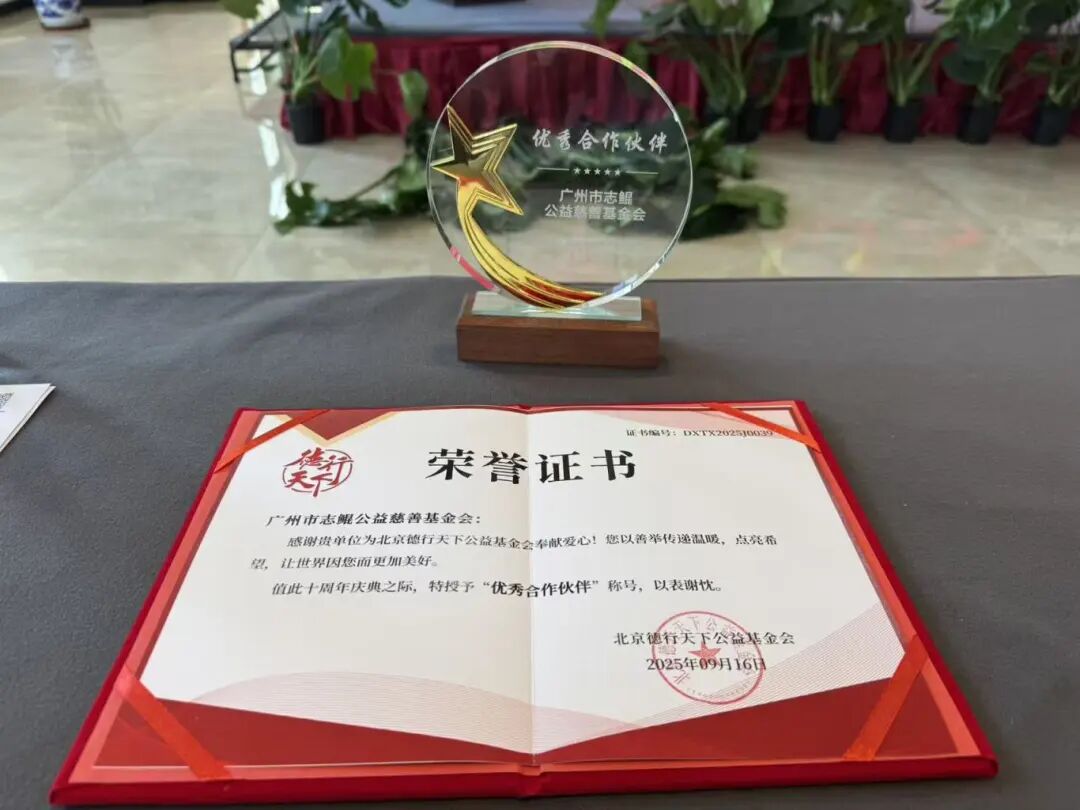 优秀合作伙伴
广州市志鲲
公益慈善基金会
证书编号：DXTX2025J0039
德行
天下
荣誉证书
广州市志鲲公益慈善基金会：
感谢贵单位为北京德行天下公益基金会奉献爱心！您以善举传递温暖，点亮希
望，让世界因您而更加美好。
值此十周年庆典之际，特授予“优秀合作伙伴”称号，以表谢忱。
北京德行天下公益基金会
2025年09月16日